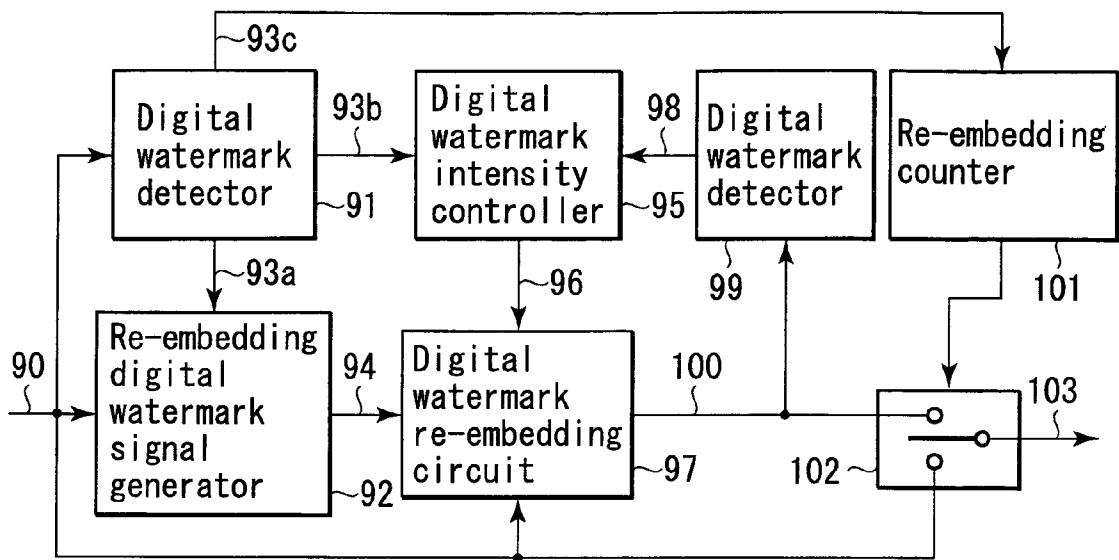 93c
Digital
watermark
detector
91
93b
Digital
watermark
intensity
controller
95
98
Digital
watermark
detector
99
Re-embedding
counter
101
93a
96
90
Re-embedding
digital
watermark
signal
generator
92
94
Digital
watermark
re-embedding
circuit
97
100
102
103